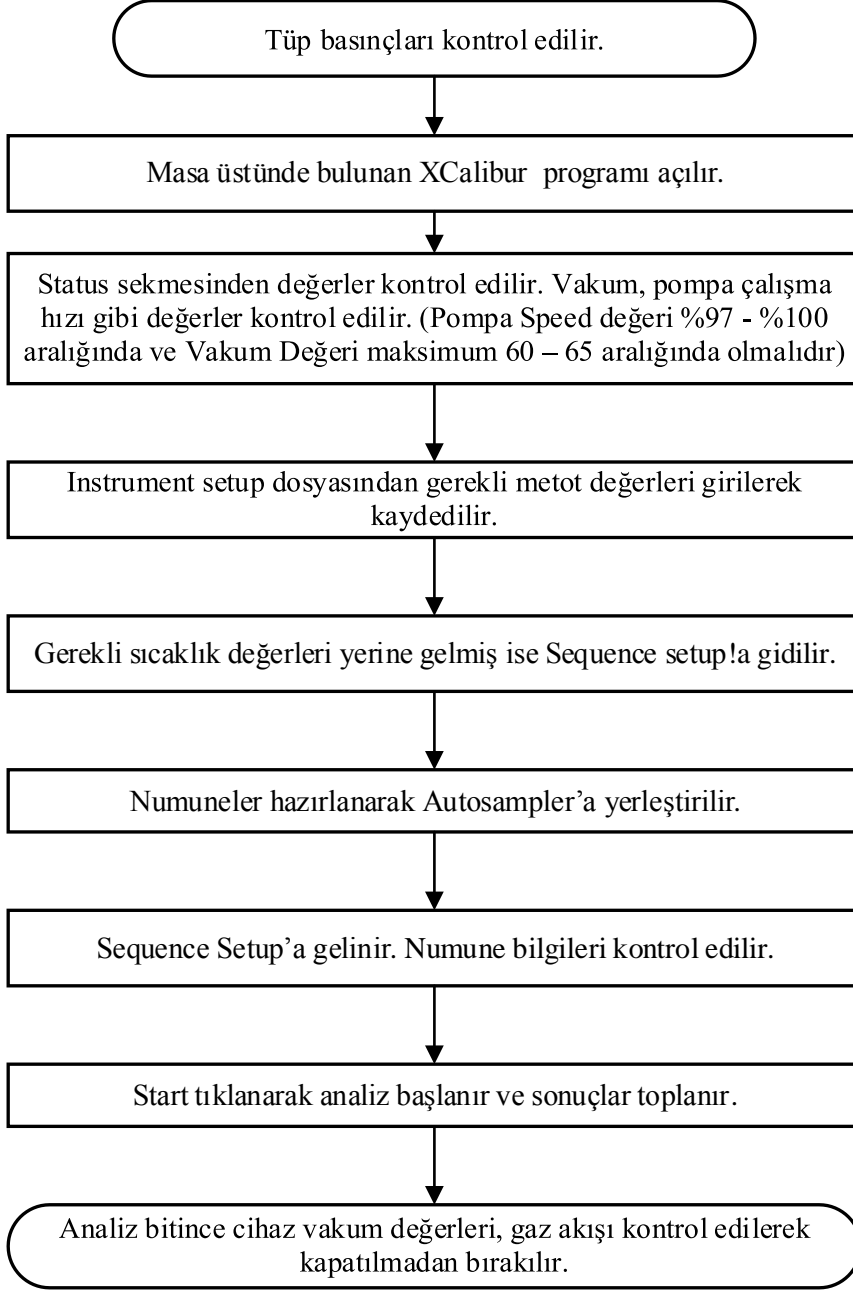 Tüp basınçları kontrol edilir.
Masa üstünde bulunan XCalibur programı açılır.
Status sekmesinden değerler kontrol edilir. Vakum, pompa çalışma
hızı gibi değerler kontrol edilir. (Pompa Speed değeri %97 - %100
aralığında ve Vakum Değeri maksimum 60 – 65 aralığında olmalıdır)
Instrument setup dosyasından gerekli metot değerleri girilerek
kaydedilir.
Gerekli sıcaklık değerleri yerine gelmiş ise Sequence setup!a gidilir.
Numuneler hazırlanarak Autosampler’a yerleştirilir.
Sequence Setup’a gelinir. Numune bilgileri kontrol edilir.
Start tıklanarak analiz başlanır ve sonuçlar toplanır.
Analiz bitince cihaz vakum değerleri, gaz akışı kontrol edilerek
kapatılmadan bırakılır.